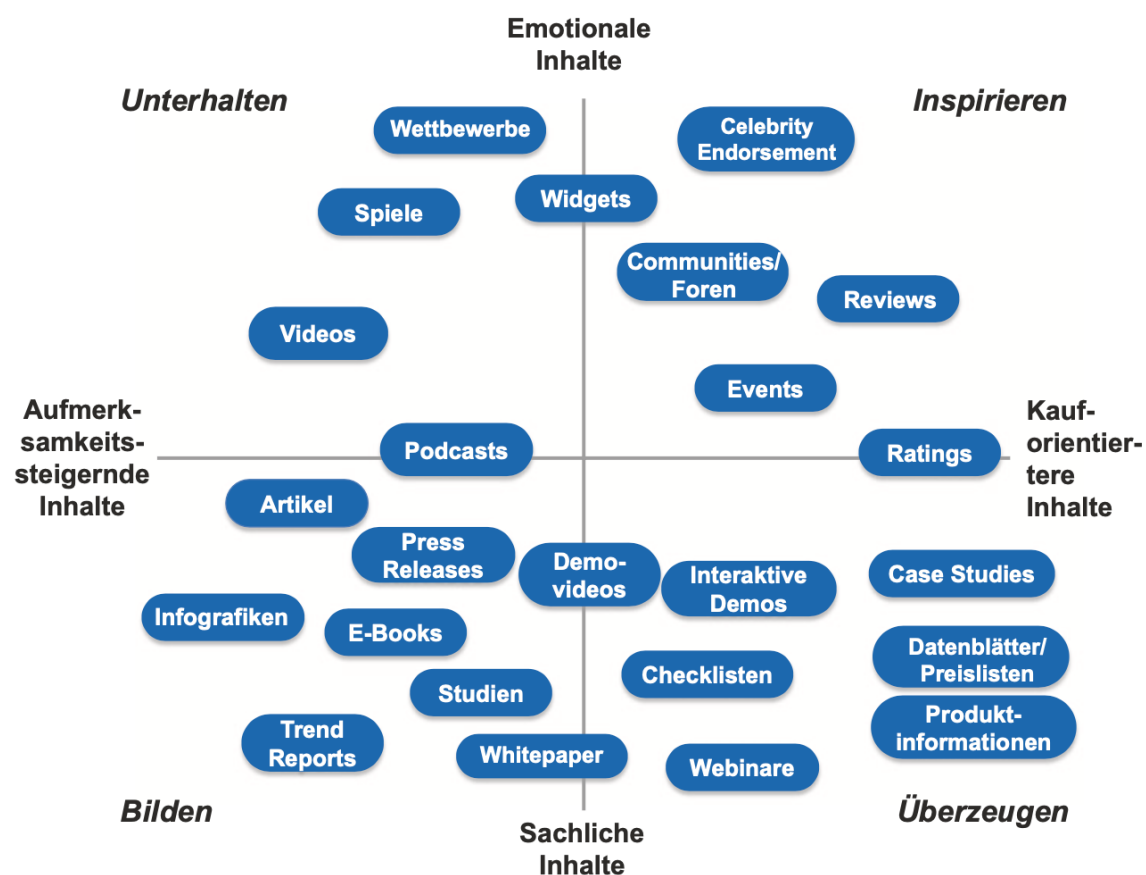 Emotionale
Inhalte
Unterhalten
Inspirieren
Wettbewerbe
Celebrity
Endorsement
Widgets
Spiele
Communities/
Foren
Reviews
Videos
Events
Aufmerk-
samkeits-
steigernde
Inhalte
Kauf-
orientier-
tere
Inhalte
Podcasts
Ratings
Artikel
Press
Releases
Demo-
videos
Interaktive
Demos
Case Studies
Infografiken
E-Books
Datenblätter/
Preislisten
Checklisten
Studien
Produkt-
informationen
Trend
Reports
Whitepaper
Webinare
Bilden
Überzeugen
Sachliche
Inhalte